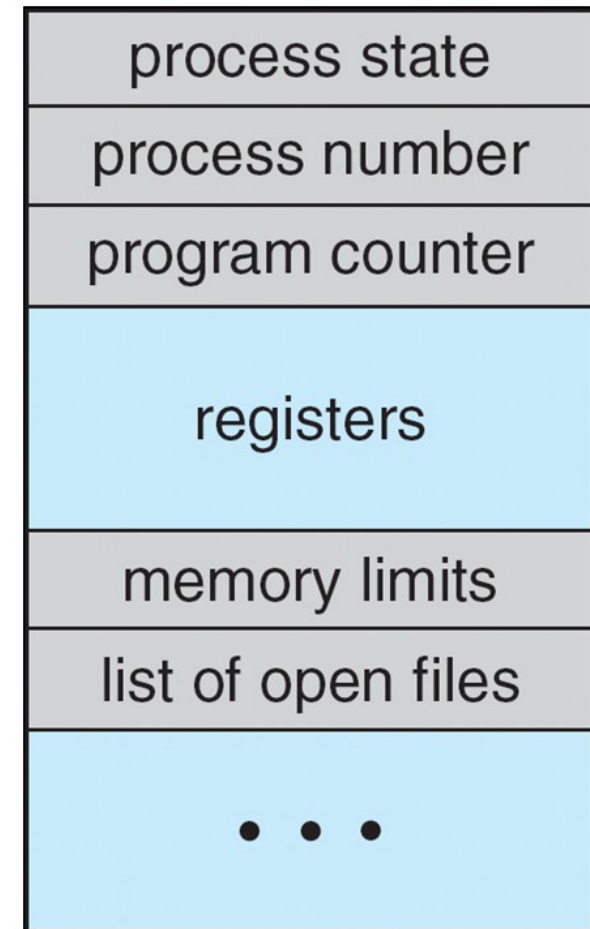 process state
process number
program counter
registers
memory limits
list of open files
• • •